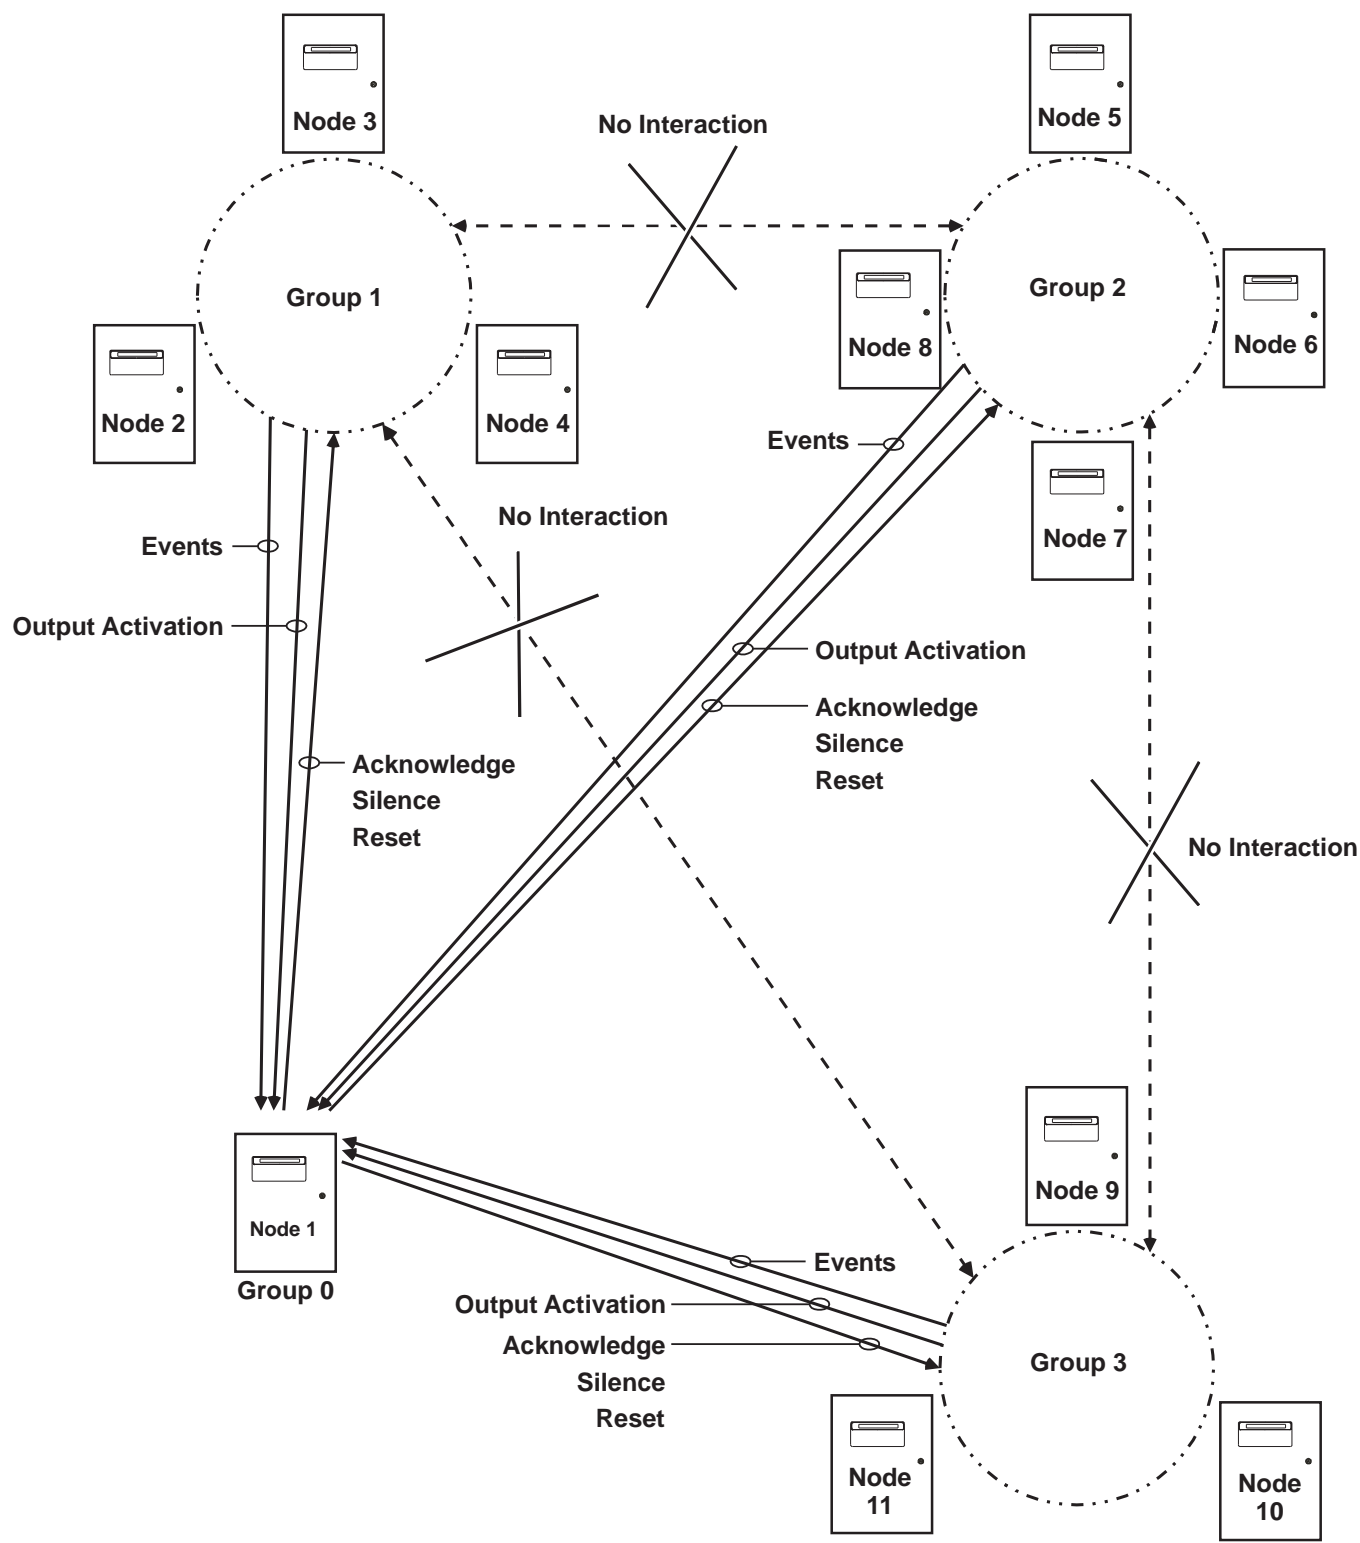 Node 3
Node 5
No Interaction
Group 1
Group 2
Node 2
Node 4
Node 8
Node 6
Events
No Interaction
Node 7
Events
Output Activation
Output Activation
Acknowledge
Silence
Reset
Acknowledge
Silence
Reset
No Interaction
Node 9
Node 1
Group 0
Events
Output Activation
Acknowledge
Silence
Reset
Group 3
Node
11
Node
10